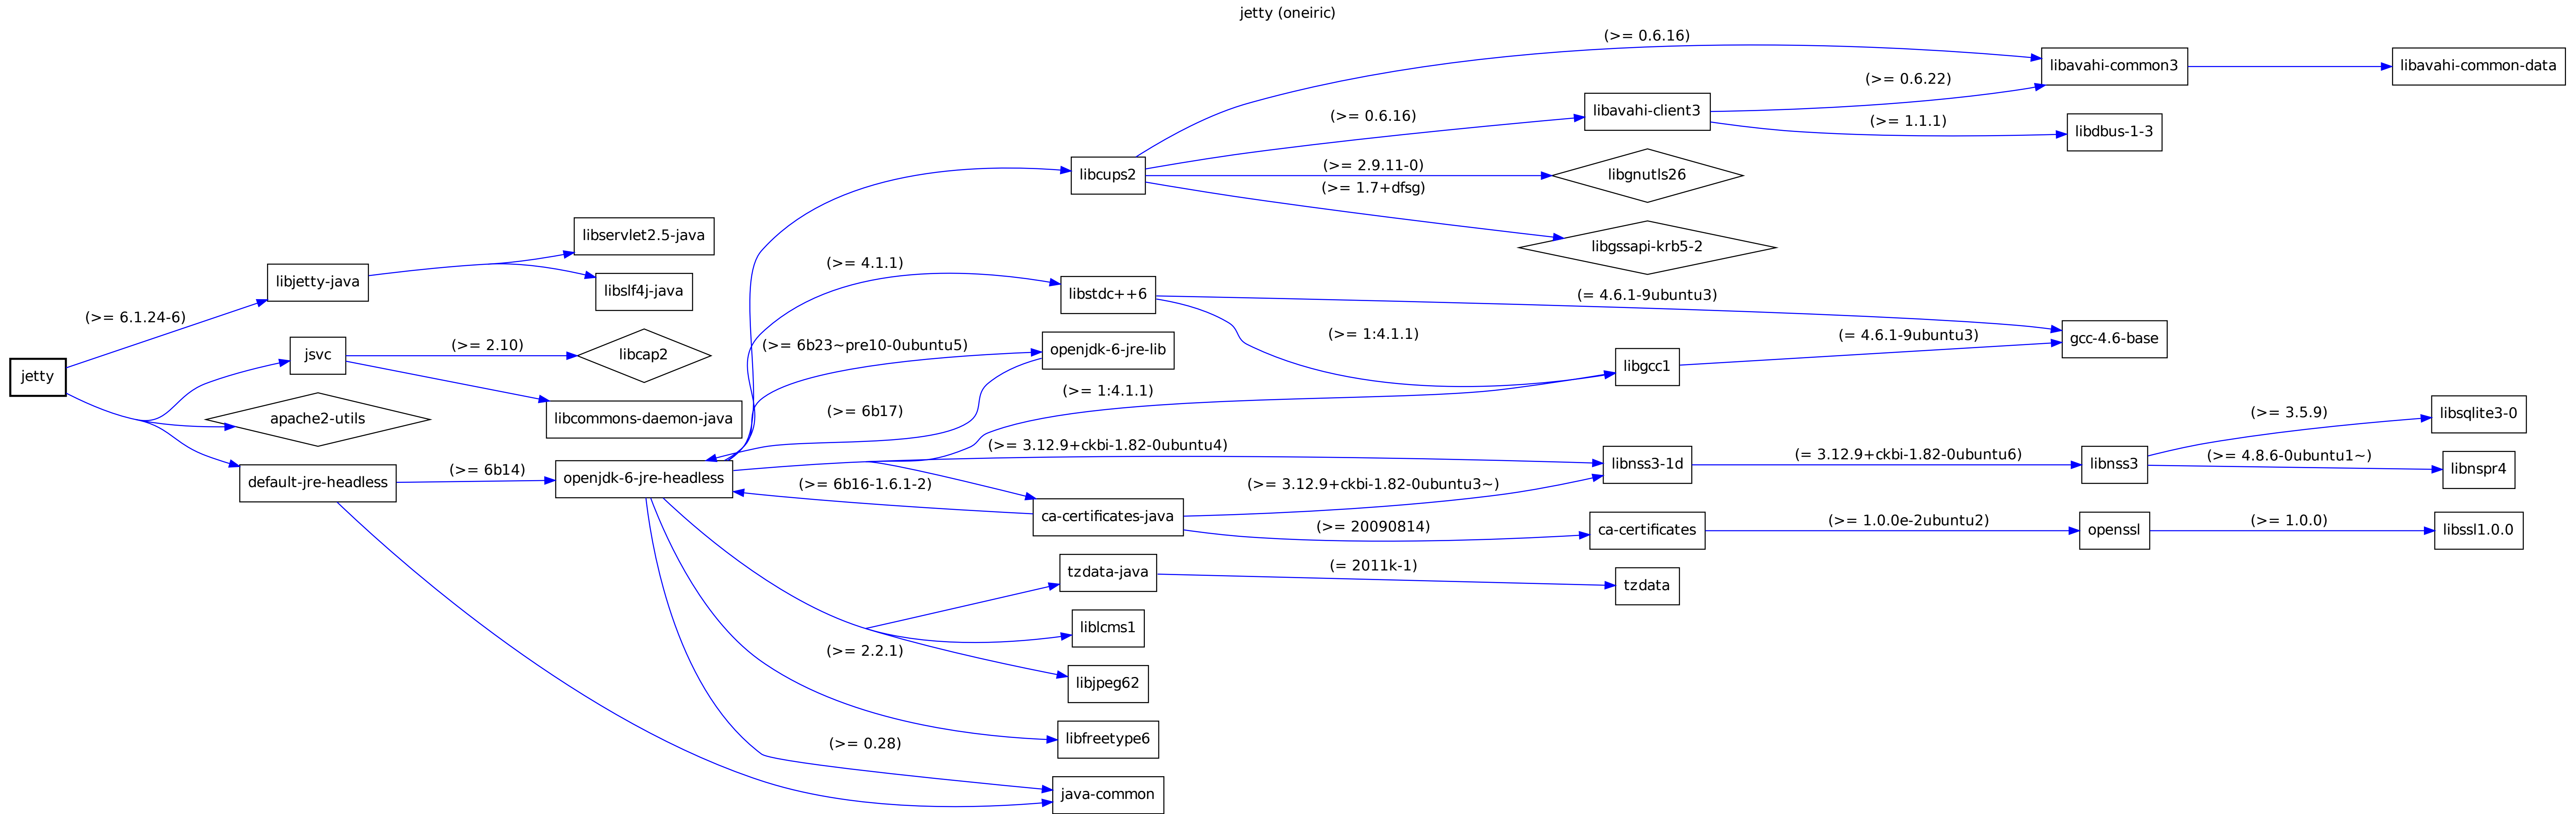 jetty (oneiric)
(>= 0.6.16)
libavahi-common3
libavahi-common-data
(>= 0.6.22)
libavahi-client3
(>= 0.6.16)
(>= 1.1.1)
libdbus-1-3
libcups2
(>= 2.9.11-0)
libgnutls26
(>= 1.7+dfsg)
libgssapi-krb5-2
libservlet2.5-java
libjetty-java
libslf4j-java
(>= 6.1.24-6)
(>= 4.1.1)
libstdc++6
(= 4.6.1-9ubuntu3)
(>= 1:4.1.1)
(= 4.6.1-9ubuntu3)
gcc-4.6-base
jsvc
(>= 2.10)
libcap2
(>= 6b23~pre10-0ubuntu5)
openjdk-6-jre-lib
libgcc1
jetty
(>= 1:4.1.1)
(>= 6b17)
apache2-utils
libcommons-daemon-java
(>= 3.5.9)
libsqlite3-0
(>= 3.12.9+ckbi-1.82-0ubuntu4)
libnss3-1d
(= 3.12.9+ckbi-1.82-0ubuntu6)
libnss3
(>= 4.8.6-0ubuntu1~)
libnspr4
default-jre-headless
(>= 6b14)
openjdk-6-jre-headless
(>= 6b16-1.6.1-2)
(>= 3.12.9+ckbi-1.82-0ubuntu3~)
ca-certificates-java
(>= 20090814)
ca-certificates
(>= 1.0.0e-2ubuntu2)
openssl
(>= 1.0.0)
libssl1.0.0
tzdata-java
(= 2011k-1)
tzdata
liblcms1
(>= 2.2.1)
libjpeg62
libfreetype6
(>= 0.28)
java-common